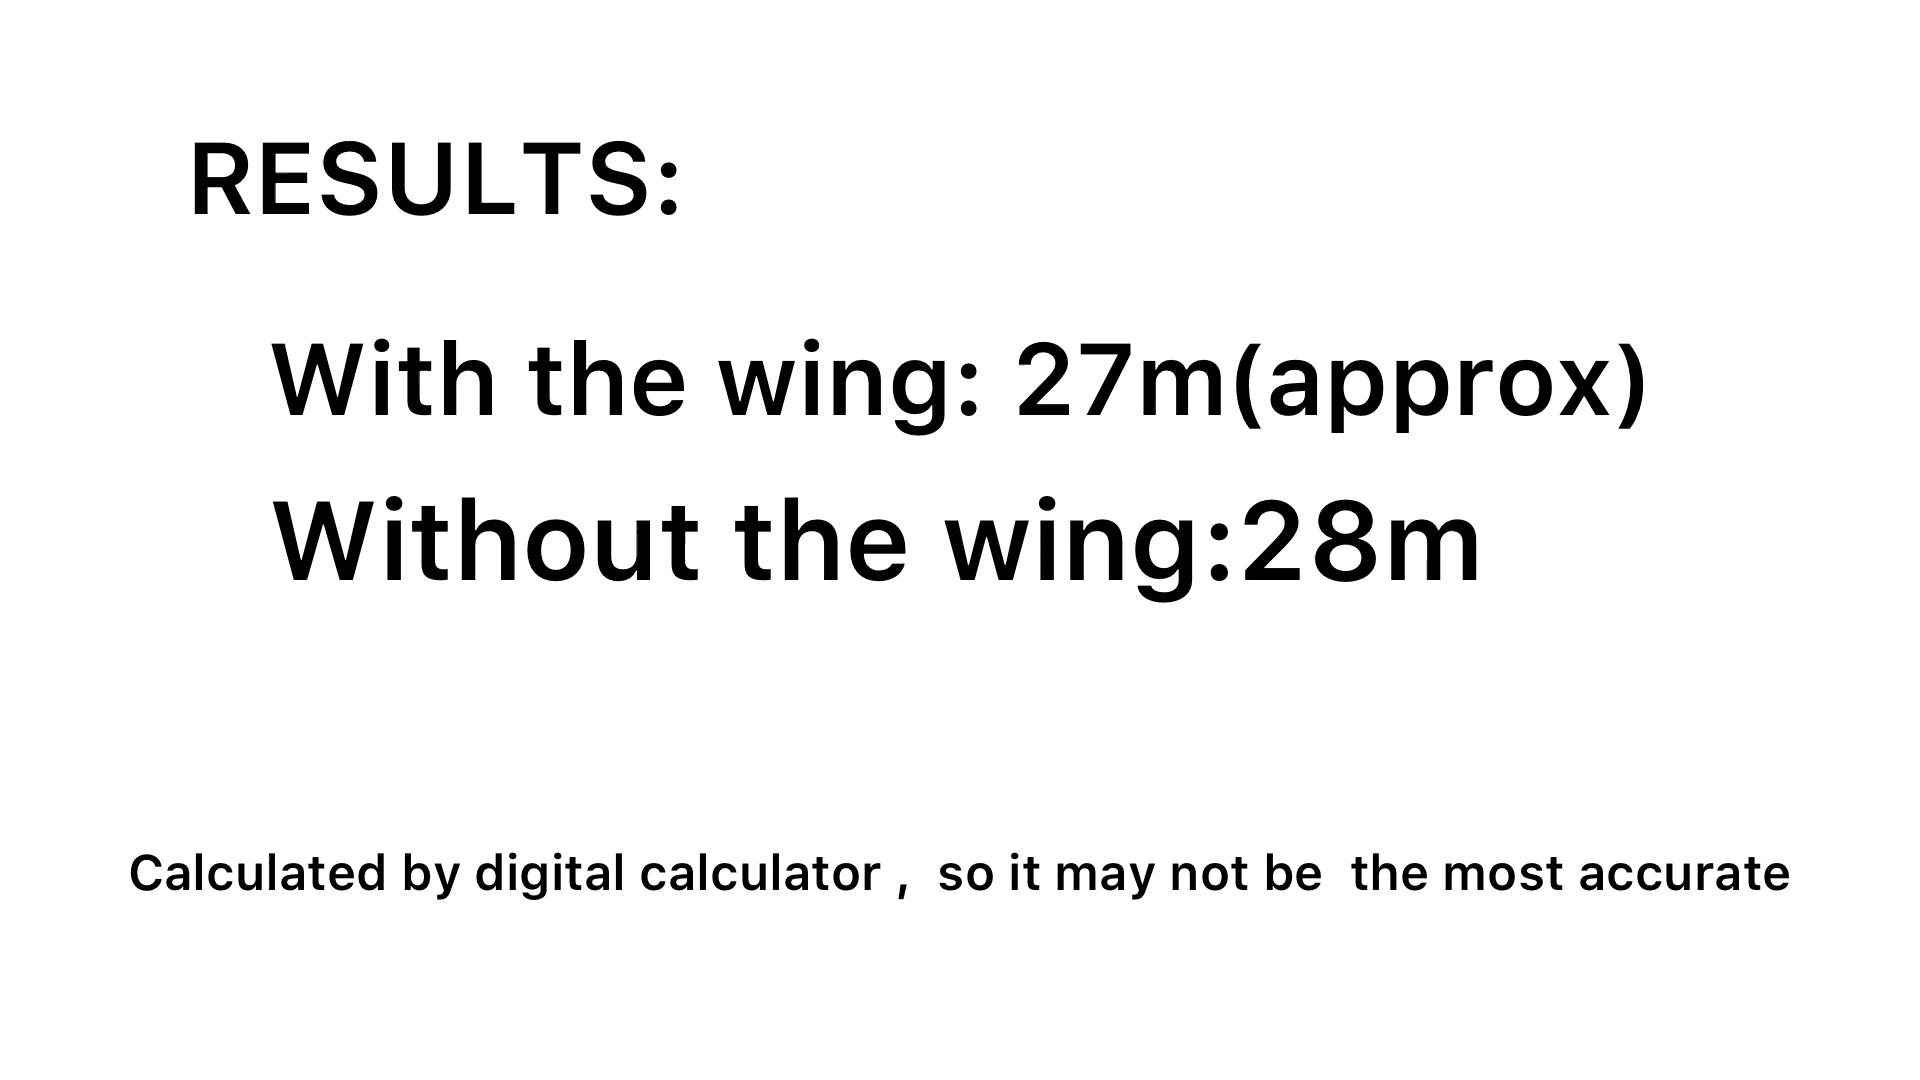 RESULTS:
With the wing: 27m(approx)
Without the wing:28m
Calculated by digital calculator ,  so it may not be  the most accurate